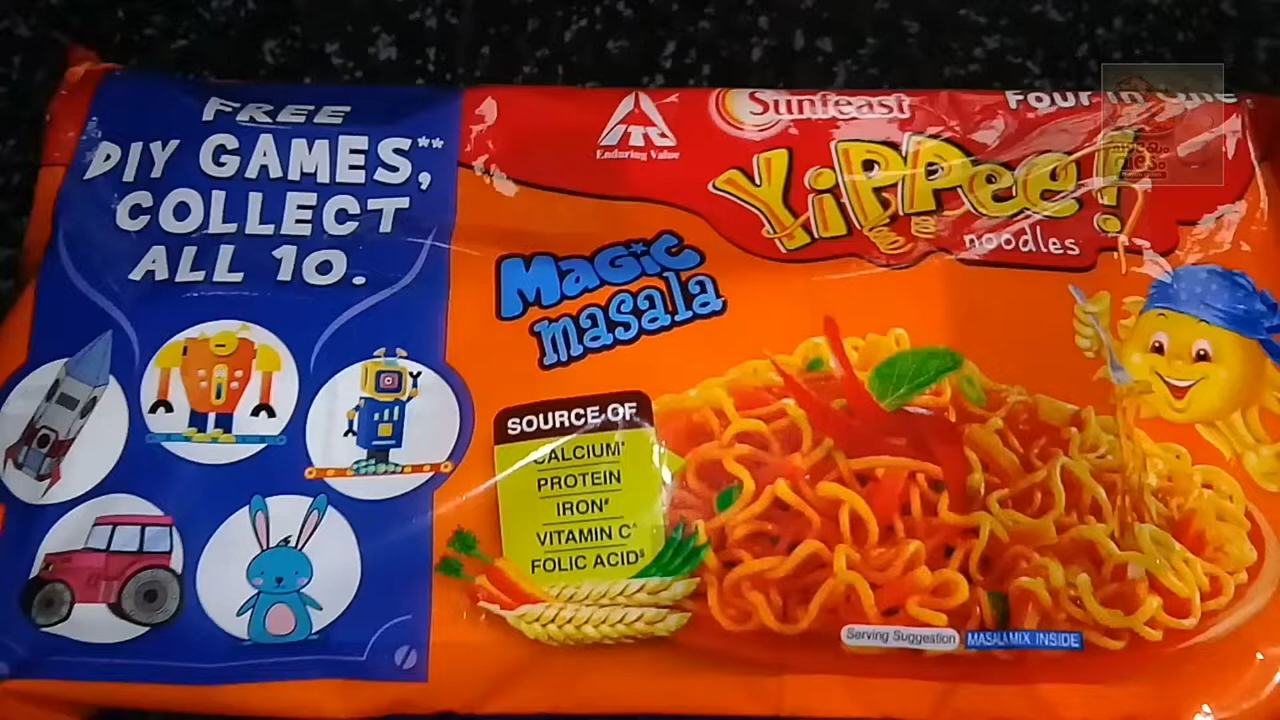 FREE
DIY GAMES,**
COLLECT
ALL 10.
ITC
Enduring Value
Sunfeast
Four in one.
YiPPee!
noodles
Magic
masala
SOURCE OF
CALCIUM*
PROTEIN
IRON#
VITAMIN C^
FOLIC ACID$
Serving Suggestion
MASALA MIX INSIDE